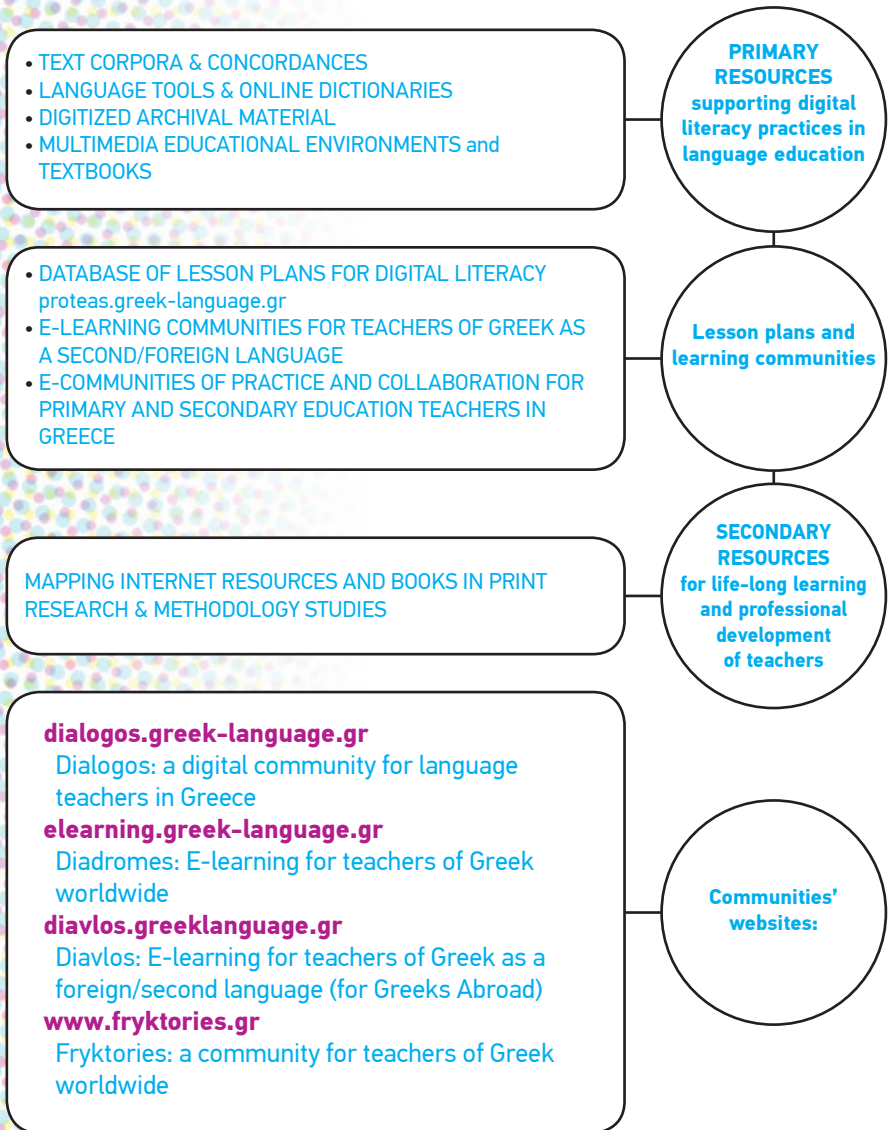 • TEXT CORPORA & CONCORDANCES
• LANGUAGE TOOLS & ONLINE DICTIONARIES
• DIGITIZED ARCHIVAL MATERIAL
• MULTIMEDIA EDUCATIONAL ENVIRONMENTS and
TEXTBOOKS
PRIMARY
RESOURCES
supporting digital
literacy practices in
language education
• DATABASE OF LESSON PLANS FOR DIGITAL LITERACY
proteas.greek-language.gr
• E-LEARNING COMMUNITIES FOR TEACHERS OF GREEK AS
A SECOND/FOREIGN LANGUAGE
• E-COMMUNITIES OF PRACTICE AND COLLABORATION FOR
PRIMARY AND SECONDARY EDUCATION TEACHERS IN
GREECE
Lesson plans and
learning communities
MAPPING INTERNET RESOURCES AND BOOKS IN PRINT
RESEARCH & METHODOLOGY STUDIES
SECONDARY
RESOURCES
for life-long learning
and professional
development
of teachers
dialogos.greek-language.gr
Dialogos: a digital community for language
teachers in Greece
elearning.greek-language.gr
Diadromes: E-learning for teachers of Greek
worldwide
diavlos.greeklanguage.gr
Diavlos: E-learning for teachers of Greek as a
foreign/second language (for Greeks Abroad)
www.fryktories.gr
Fryktories: a community for teachers of Greek
worldwide
Communities’
websites: